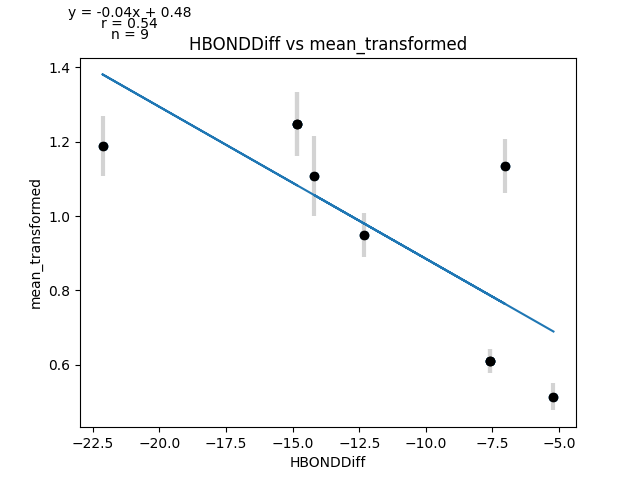 y = -0.04x + 0.48
r = 0.54
n = 9
HBONDDiff vs mean_transformed
1.4
1.2
1.0
0.8
0.6
mean_transformed
−22.5 −20.0 −17.5 −15.0 −12.5 −10.0 −7.5 −5.0
HBONDDiff